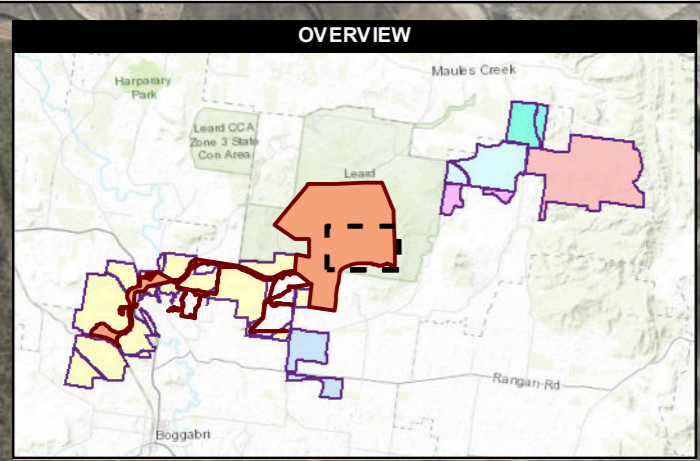 OVERVIEW
Maules Creek
Harparary
Park
Leard CCA
Zone 3 State
Con Area
Leard
Rangari Rd
Boggabri